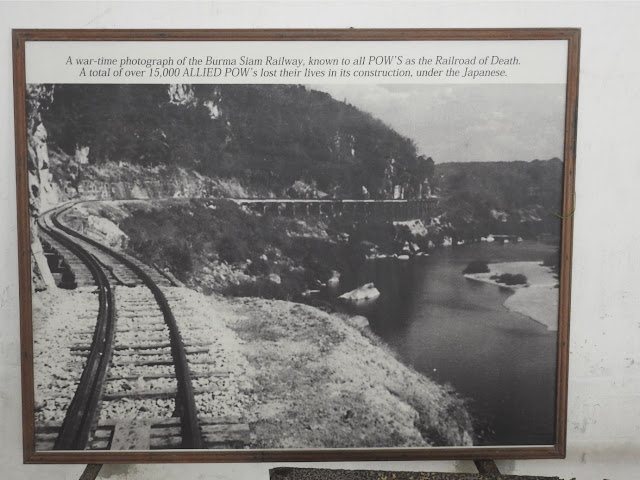 A war-time photograph of the Burma Siam Railway, known to all POW'S as the Railroad of Death.
A total of over 15,000 ALLIED POW's lost their lives in its construction, under the Japanese.